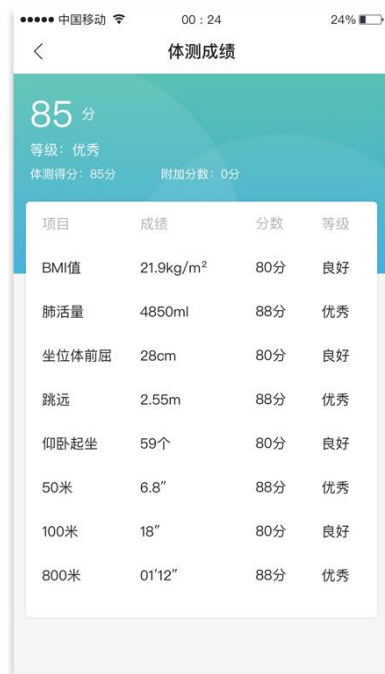 中国移动 00：24 24%
体测成绩
85 分
等级：优秀
体测得分：85分 附加分数：0分
项目 成绩 分数 等级
BMI值 21.9kg/m² 80分 良好
肺活量 4850ml 88分 优秀
坐位体前屈 28cm 80分 良好
跳远 2.55m 88分 优秀
仰卧起坐 59个 80分 良好
50米 6.8″ 88分 优秀
100米 18″ 80分 良好
800米 01′12″ 88分 优秀